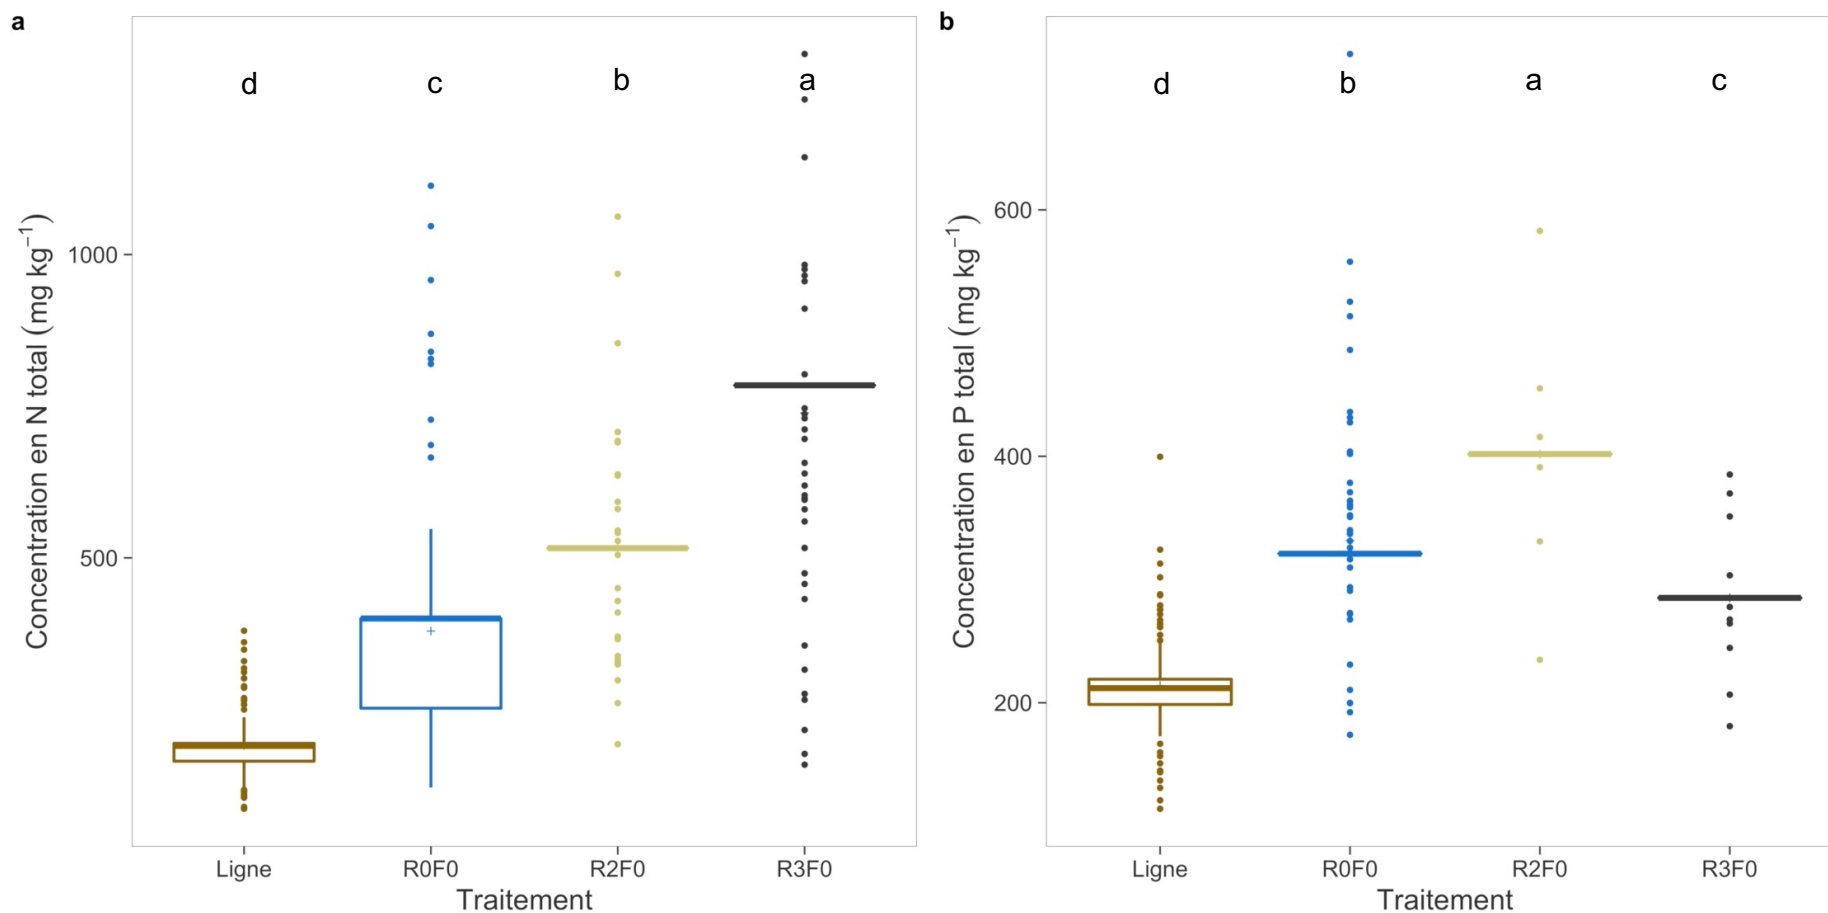 a
d
c
b
a
Concentration en N total (mg kg⁻¹)
1000
500
Ligne
R0F0
R2F0
R3F0
Traitement
b
d
b
a
c
Concentration en P total (mg kg⁻¹)
600
400
200
Ligne
R0F0
R2F0
R3F0
Traitement